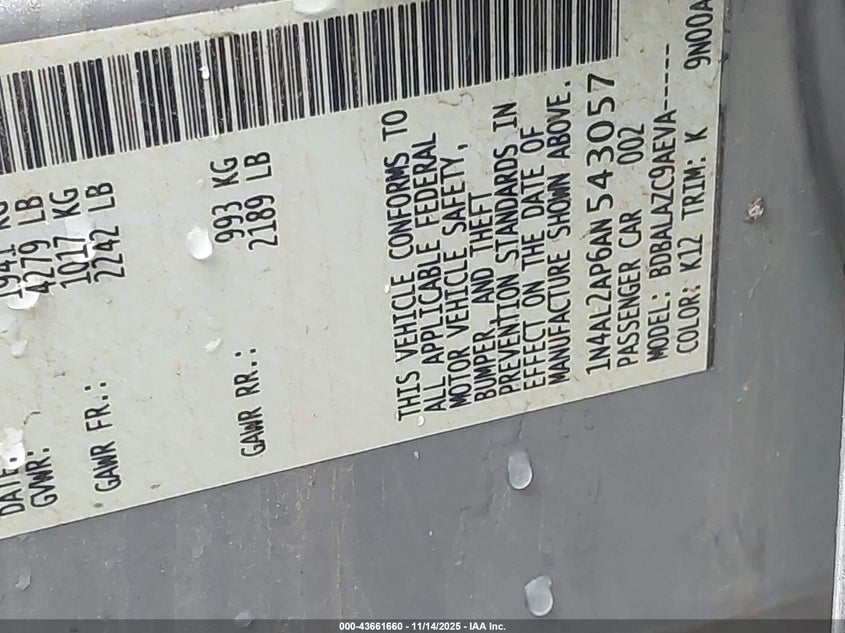 DATE:
GVWR: 4279 LB
GAWR FR.: 1017 KG
2242 LB
GAWR RR.: 993 KG
2189 LB
THIS VEHICLE CONFORMS TO
ALL APPLICABLE FEDERAL
MOTOR VEHICLE SAFETY,
BUMPER, AND THEFT
PREVENTION STANDARDS IN
EFFECT ON THE DATE OF
MANUFACTURE SHOWN ABOVE.
1N4AL2AP6AN543057
PASSENGER CAR 002
MODEL: BDBALAZC9AEVA-----
COLOR: K12 TRIM: K 9N00A
000-43661660 - 11/14/2025 - IAA Inc.